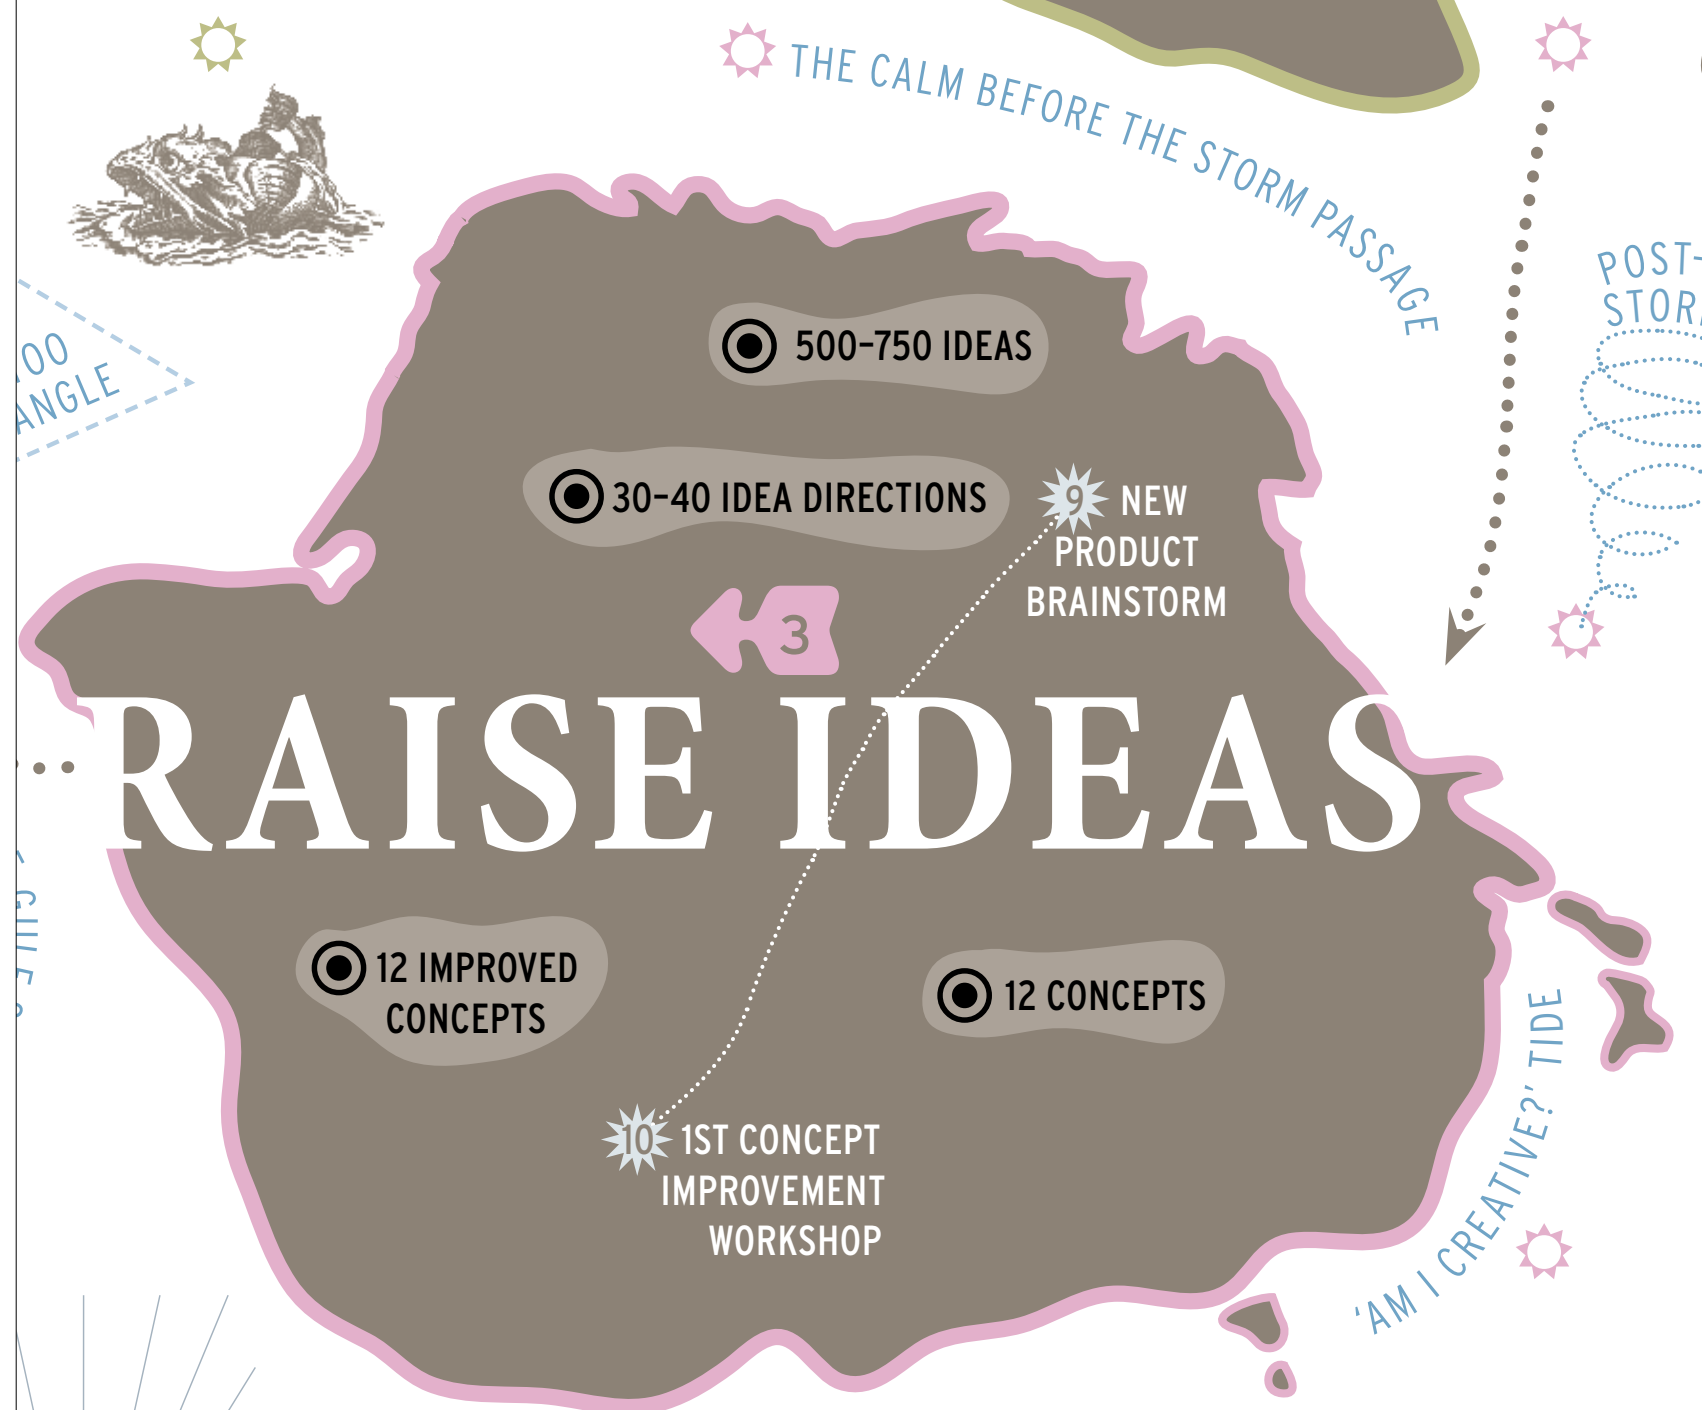 THE CALM BEFORE THE STORM PASSAGE
POST-
500-750 IDEAS
ANGLE
30-40 IDEA DIRECTIONS
9 NEW
PRODUCT
BRAINSTORM
3
RAISE IDEAS
12 IMPROVED
CONCEPTS
12 CONCEPTS
'AM I CREATIVE?' TIDE
10 1ST CONCEPT
IMPROVEMENT
WORKSHOP